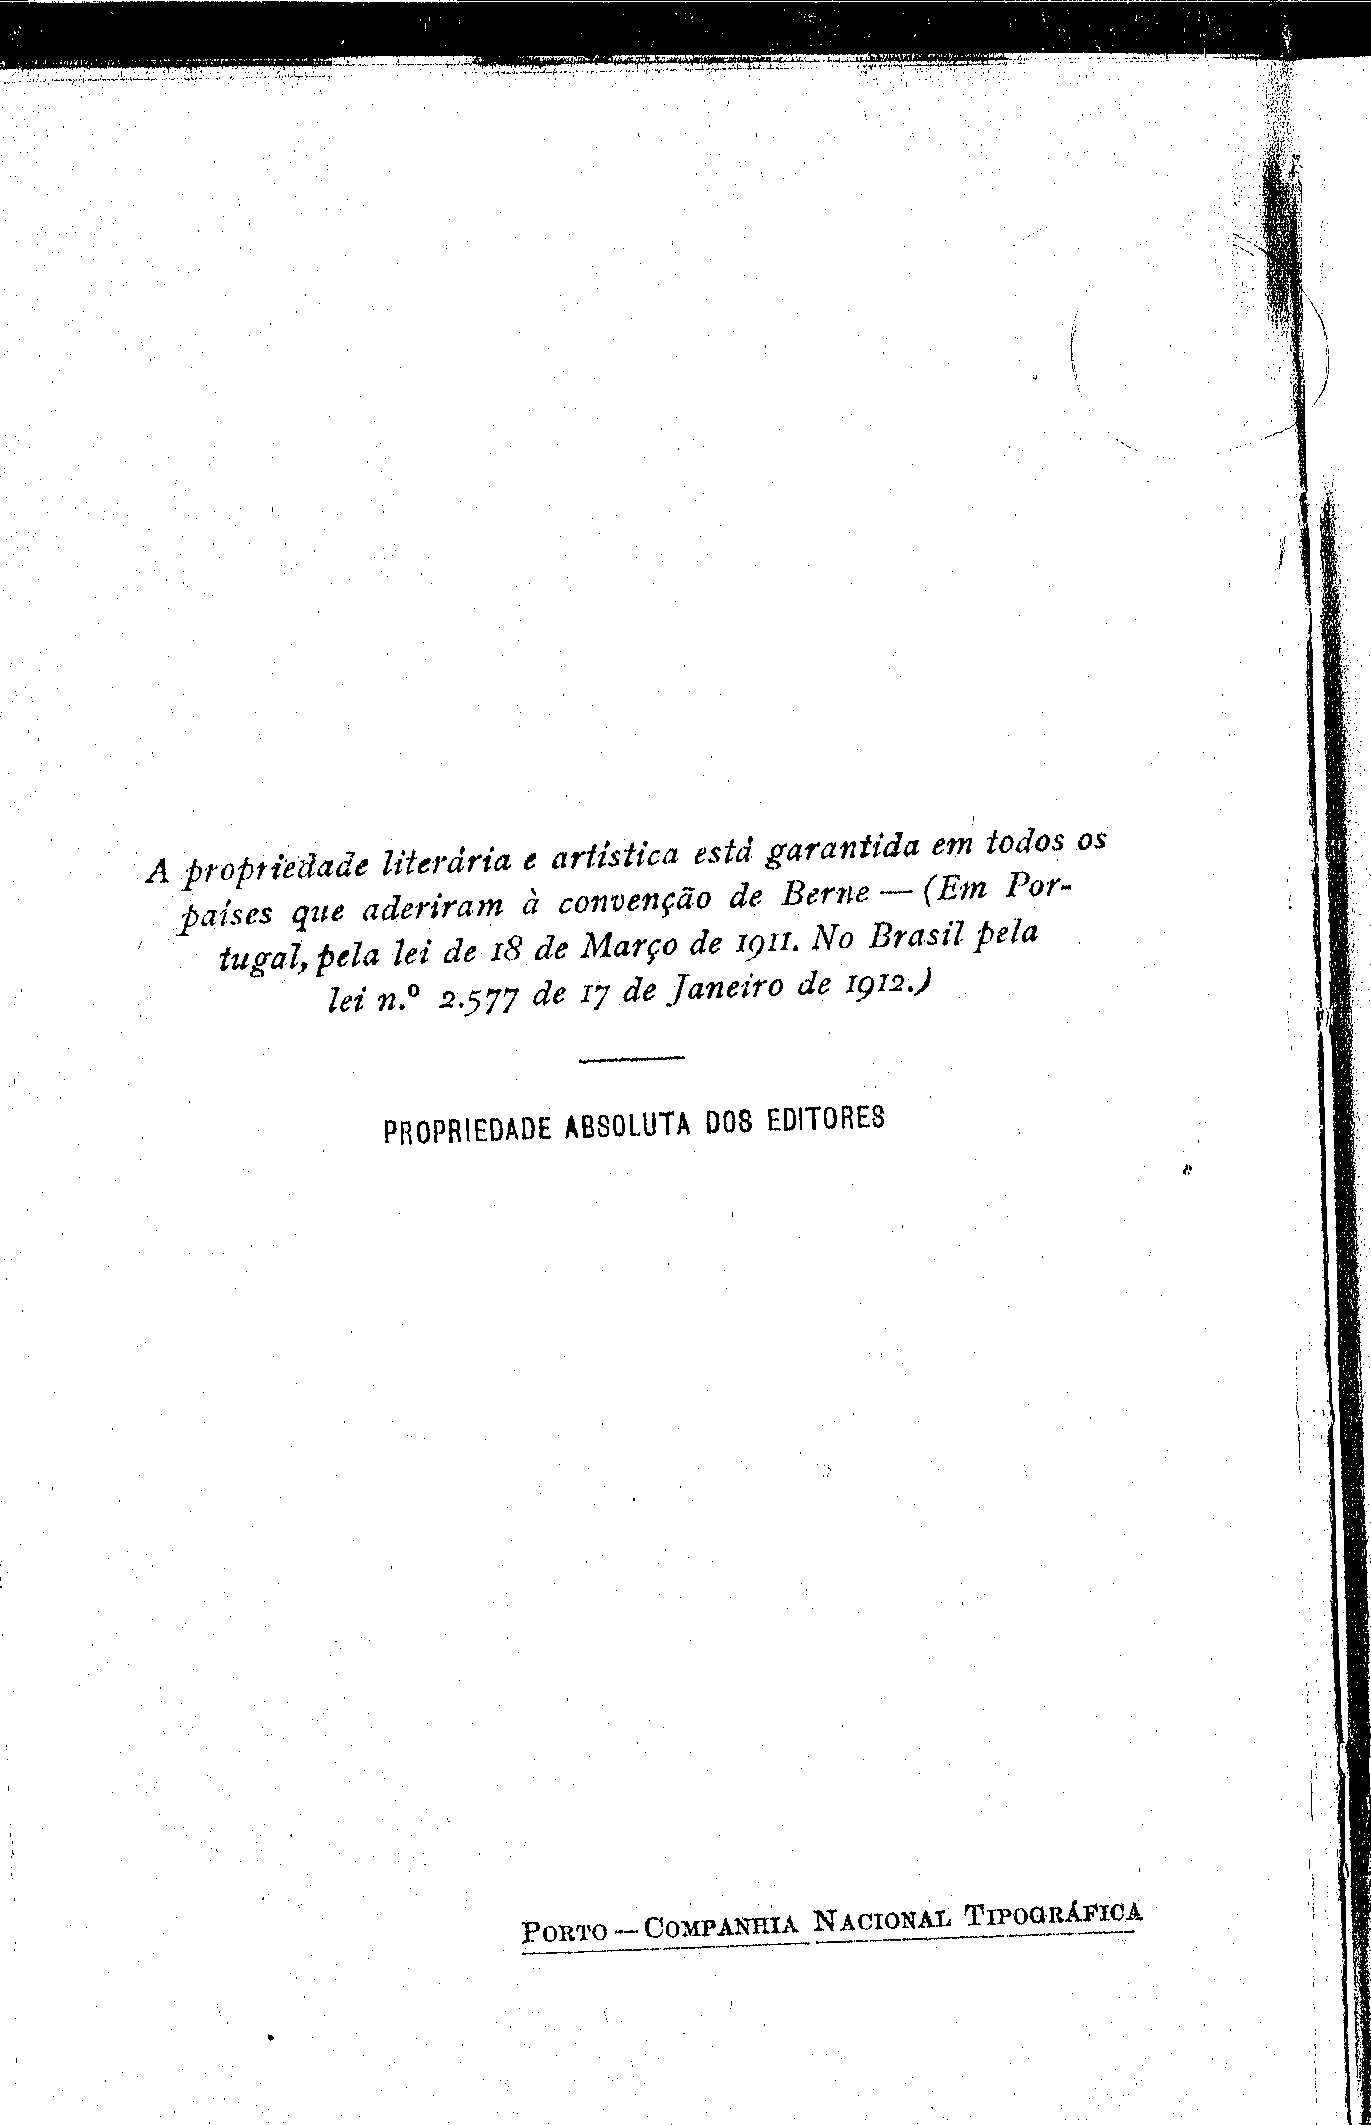 A propriedade literária e artística está garantida em todos os
países que aderiram à convenção de Berne — (Em Por-
tugal, pela lei de 18 de Março de 1911. No Brasil pela
lei n.º 2.577 de 17 de Janeiro de 1912.)
PROPRIEDADE ABSOLUTA DOS EDITORES
PORTO — COMPANHIA NACIONAL TIPOGRÁFICA